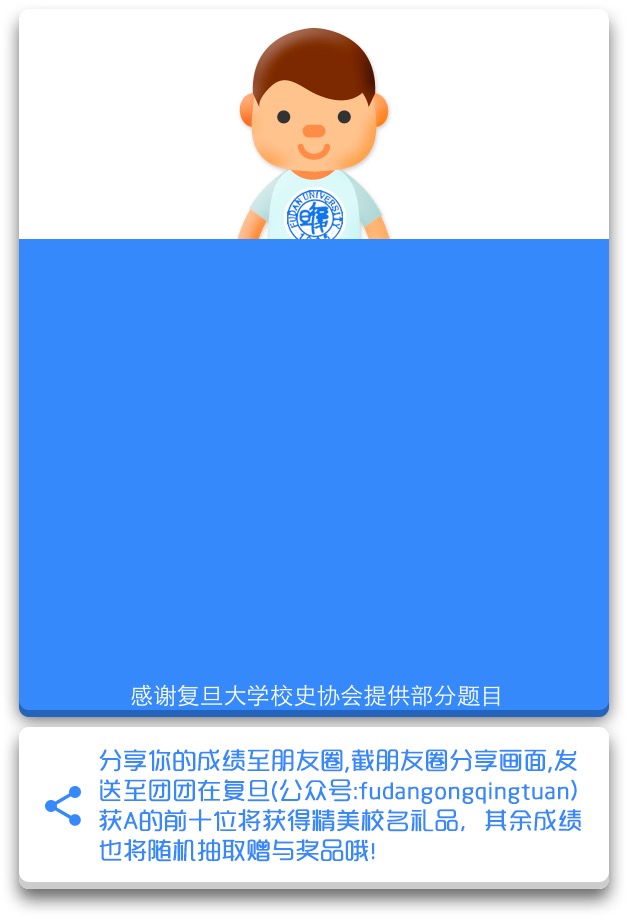 FUDAN UNIVERSITY
感谢复旦大学校史协会提供部分题目
分享你的成绩至朋友圈,截朋友圈分享画面,发
送至团团在复旦(公众号:fudangongqingtuan)
获A的前十位将获得精美校名礼品，其余成绩
也将随机抽取赠与奖品哦!